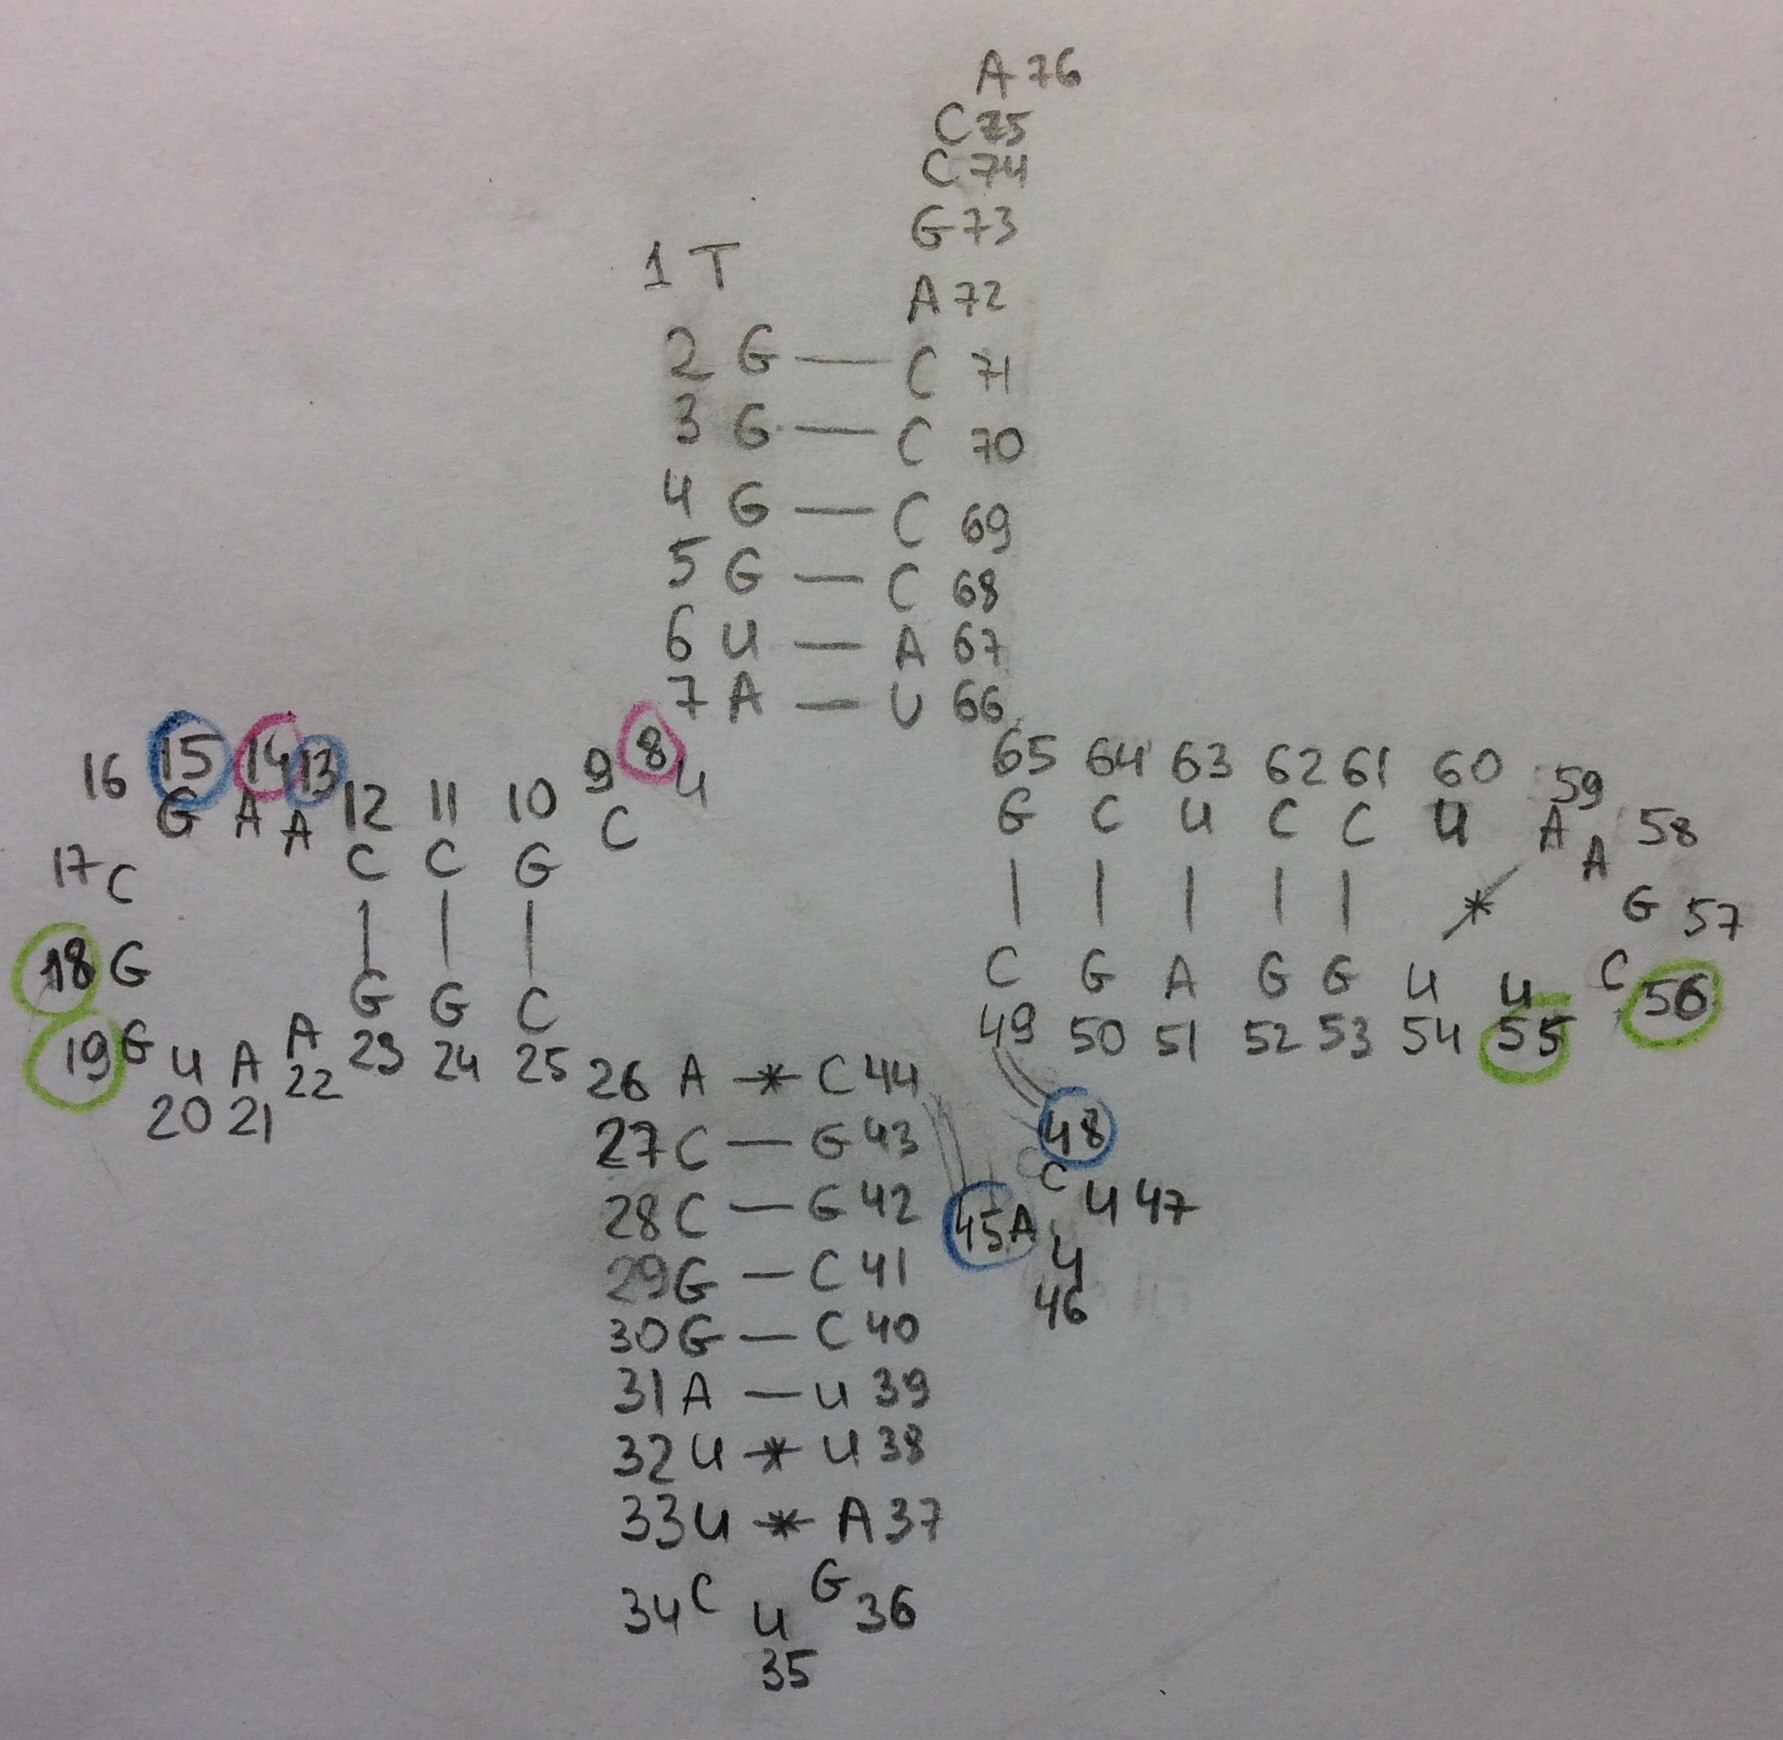 A 76
C 75
C 74
G 73
1 T
A 72
2 G — C 71
3 G — C 70
4 G — C 69
5 G — C 68
6 U — A 67
7 A — U 66
16 15 14 13 12 11 10 9 8
G A A C C G C U
17 C
18 G
19 G U A A G G C
20 21 22 23 24 25
65 64 63 62 61 60 59
G C U C C U A A 58
* G 57
C G A G G U U C 56
49 50 51 52 53 54 55
26 A * C 44
27 C — G 43
28 C — G 42
29 G — C 41
30 G — C 40
31 A — U 39
32 U * U 38
33 U * A 37
34 C U G 36
35
48
C
U 47
45 A U
46